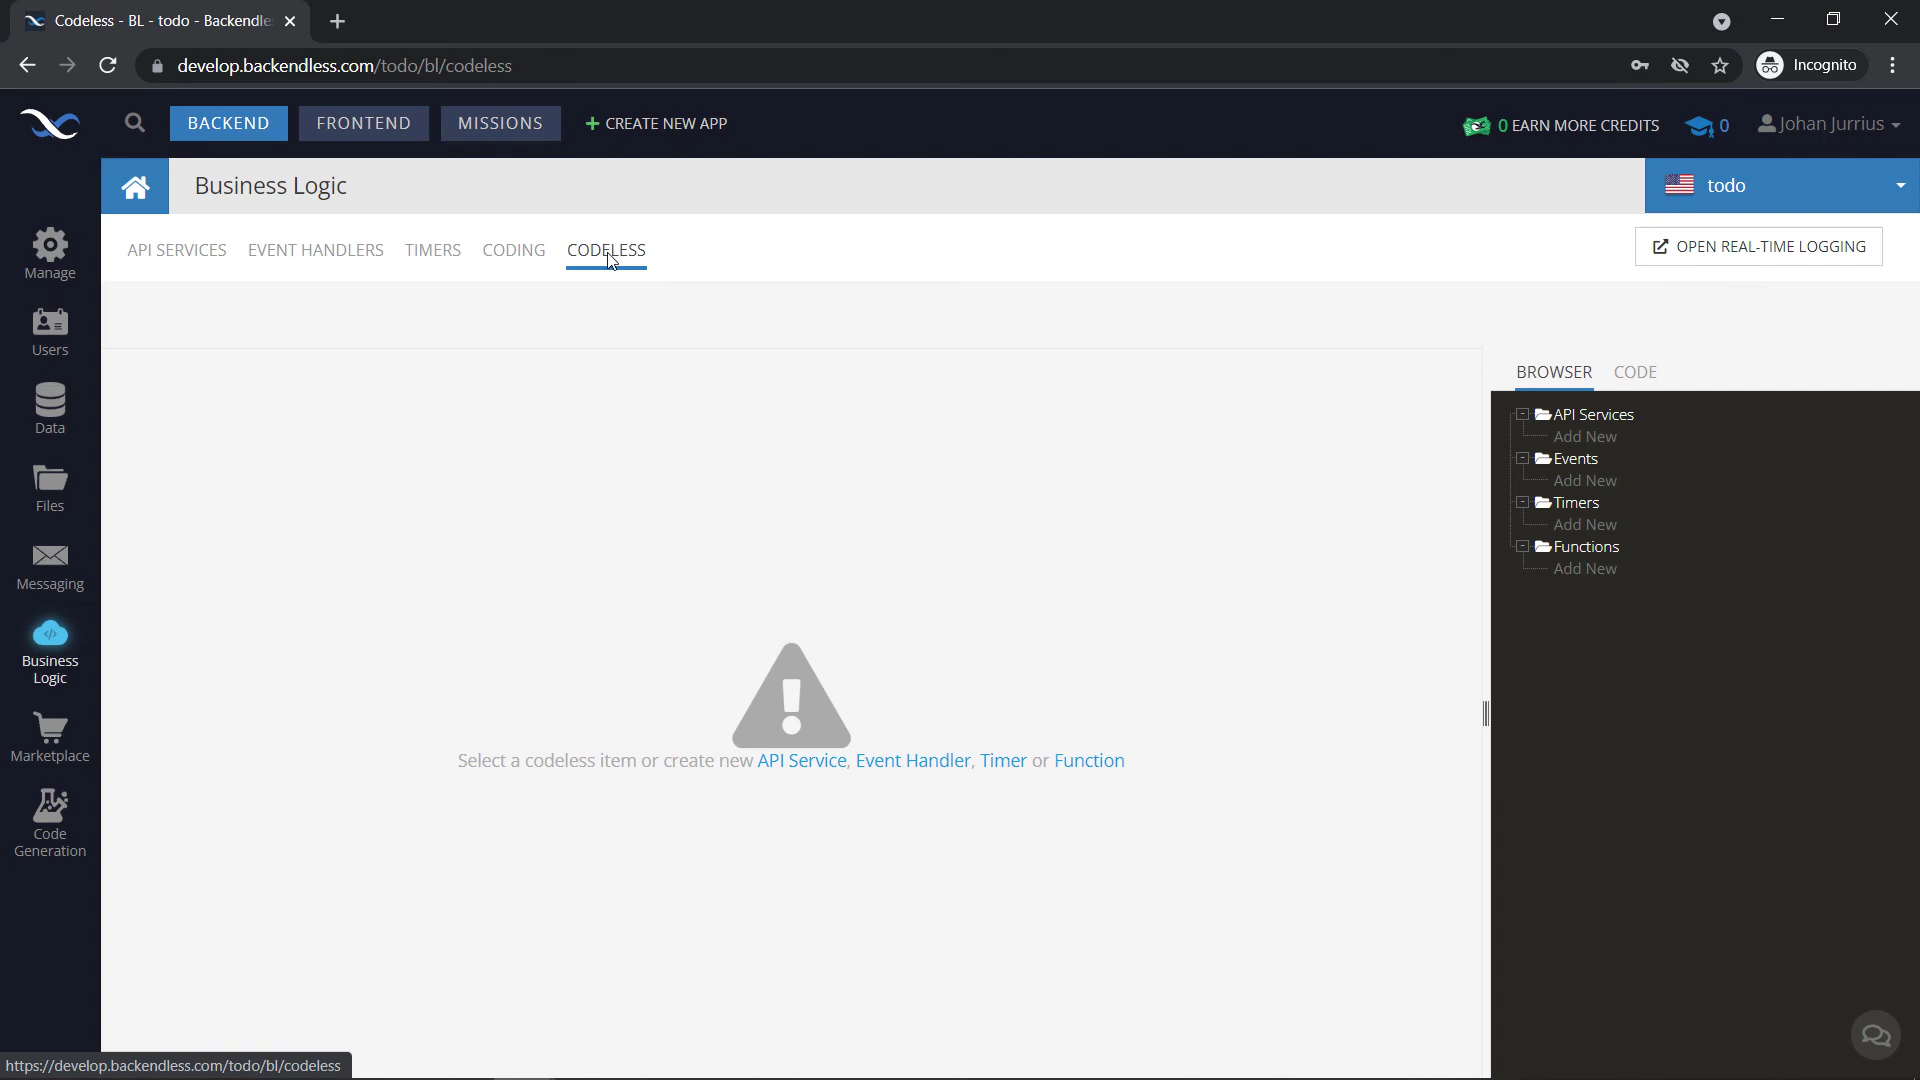 Codeless - BL - todo - Backendle
develop.backendless.com/todo/bl/codeless
Incognito
BACKEND
FRONTEND
MISSIONS
+ CREATE NEW APP
0 EARN MORE CREDITS
0
Johan Jurrius
Business Logic
todo
API SERVICES
EVENT HANDLERS
TIMERS
CODING
CODELESS
OPEN REAL-TIME LOGGING
Manage
Users
Data
Files
Messaging
Business
Logic
Marketplace
Code
Generation
BROWSER
CODE
API Services
Add New
Events
Add New
Timers
Add New
Functions
Add New
Select a codeless item or create new API Service, Event Handler, Timer or Function
https://develop.backendless.com/todo/bl/codeless